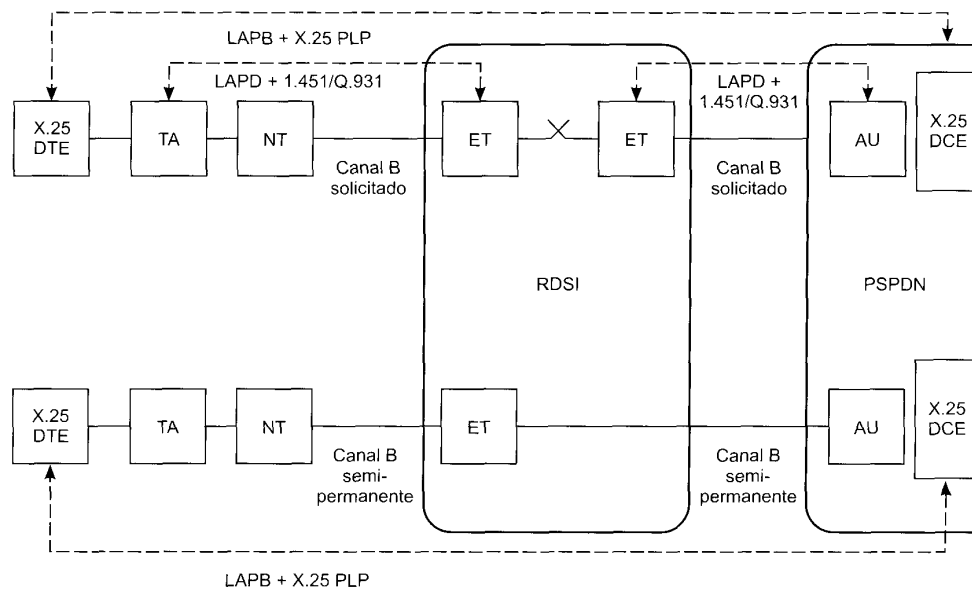 LAPB + X.25 PLP
LAPD + 1.451/Q.931
LAPD +
1.451/Q.931
X.25
DTE
TA
NT
ET
ET
AU
X.25
DCE
Canal B
solicitado
Canal B
solicitado
RDSI
PSPDN
X.25
DTE
TA
NT
ET
AU
X.25
DCE
Canal B
semi-
permanente
Canal B
semi-
permanente
LAPB + X.25 PLP